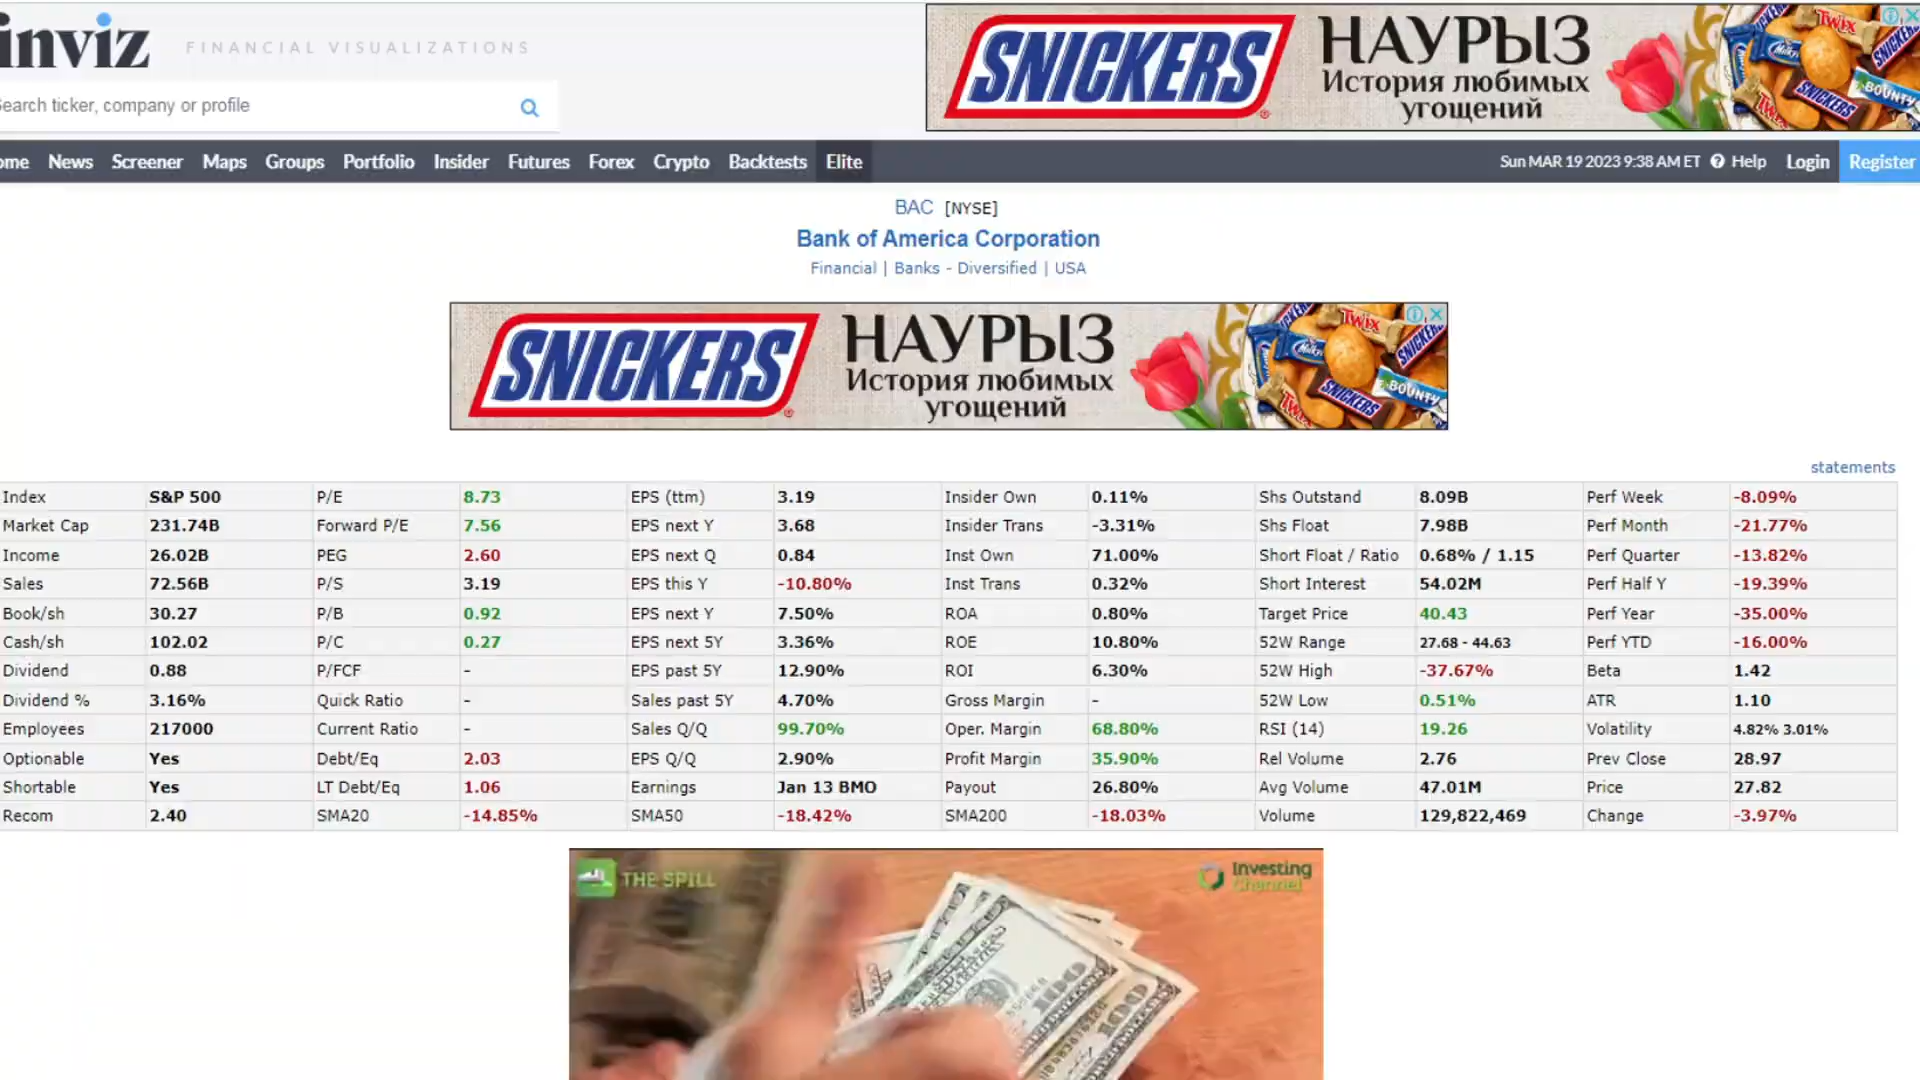 inviz
FINANCIAL VISUALIZATIONS
SNICKERS
НАУРЫЗ
История любимых
угощений
TWIX
SNICKERS
BOUNTY
Search ticker, company or profile
ome News Screener Maps Groups Portfolio Insider Futures Forex Crypto Backtests Elite
Sun MAR 19 2023 9:38 AM ET Help Login Register
BAC [NYSE]
Bank of America Corporation
Financial | Banks - Diversified | USA
SNICKERS
НАУРЫЗ
История любимых
угощений
TWIX
Milky
SNICKERS
SNICKERS
BOUNTY
TWIX
statements
Index S&P 500 P/E 8.73 EPS (ttm) 3.19 Insider Own 0.11% Shs Outstand 8.09B Perf Week -8.09%
Market Cap 231.74B Forward P/E 7.56 EPS next Y 3.68 Insider Trans -3.31% Shs Float 7.98B Perf Month -21.77%
Income 26.02B PEG 2.60 EPS next Q 0.84 Inst Own 71.00% Short Float / Ratio 0.68% / 1.15 Perf Quarter -13.82%
Sales 72.56B P/S 3.19 EPS this Y -10.80% Inst Trans 0.32% Short Interest 54.02M Perf Half Y -19.39%
Book/sh 30.27 P/B 0.92 EPS next Y 7.50% ROA 0.80% Target Price 40.43 Perf Year -35.00%
Cash/sh 102.02 P/C 0.27 EPS next 5Y 3.36% ROE 10.80% 52W Range 27.68 - 44.63 Perf YTD -16.00%
Dividend 0.88 P/FCF - EPS past 5Y 12.90% ROI 6.30% 52W High -37.67% Beta 1.42
Dividend % 3.16% Quick Ratio - Sales past 5Y 4.70% Gross Margin - 52W Low 0.51% ATR 1.10
Employees 217000 Current Ratio - Sales Q/Q 99.70% Oper. Margin 68.80% RSI (14) 19.26 Volatility 4.82% 3.01%
Optionable Yes Debt/Eq 2.03 EPS Q/Q 2.90% Profit Margin 35.90% Rel Volume 2.76 Prev Close 28.97
Shortable Yes LT Debt/Eq 1.06 Earnings Jan 13 BMO Payout 26.80% Avg Volume 47.01M Price 27.82
Recom 2.40 SMA20 -14.85% SMA50 -18.42% SMA200 -18.03% Volume 129,822,469 Change -3.97%
THE SPILL
Investing
Channel
100
100